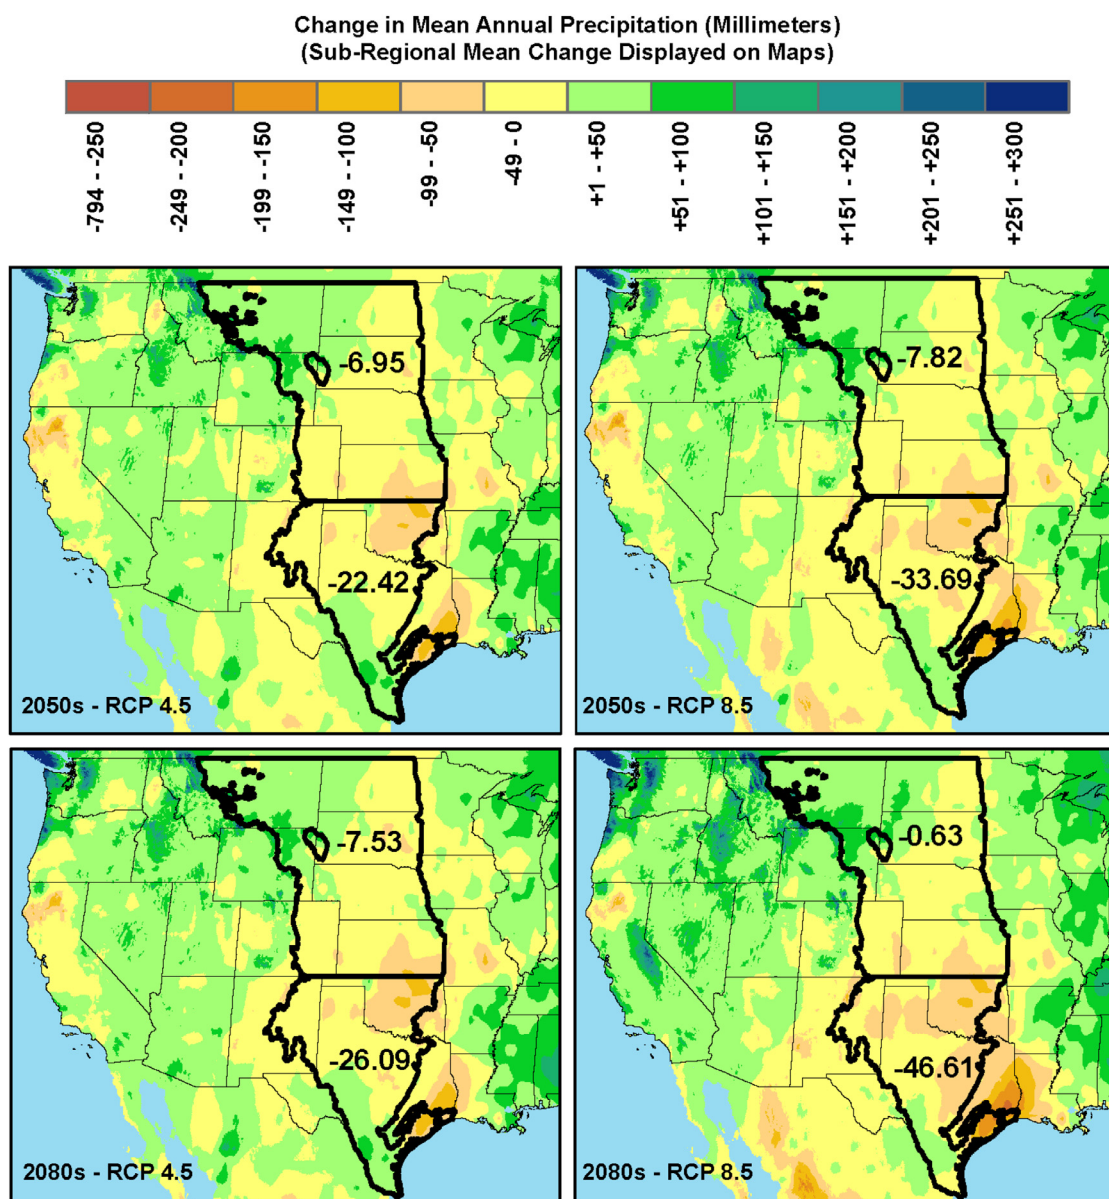 Change in Mean Annual Precipitation (Millimeters)
(Sub-Regional Mean Change Displayed on Maps)
-794 - -250
-249 - -200
-199 - -150
-149 - -100
-99 - -50
-49 - 0
+1 - +50
+51 - +100
+101 - +150
+151 - +200
+201 - +250
+251 - +300
-6.95
-22.42
2050s - RCP 4.5
-7.82
-33.69
2050s - RCP 8.5
-7.53
-26.09
2080s - RCP 4.5
-0.63
-46.61
2080s - RCP 8.5